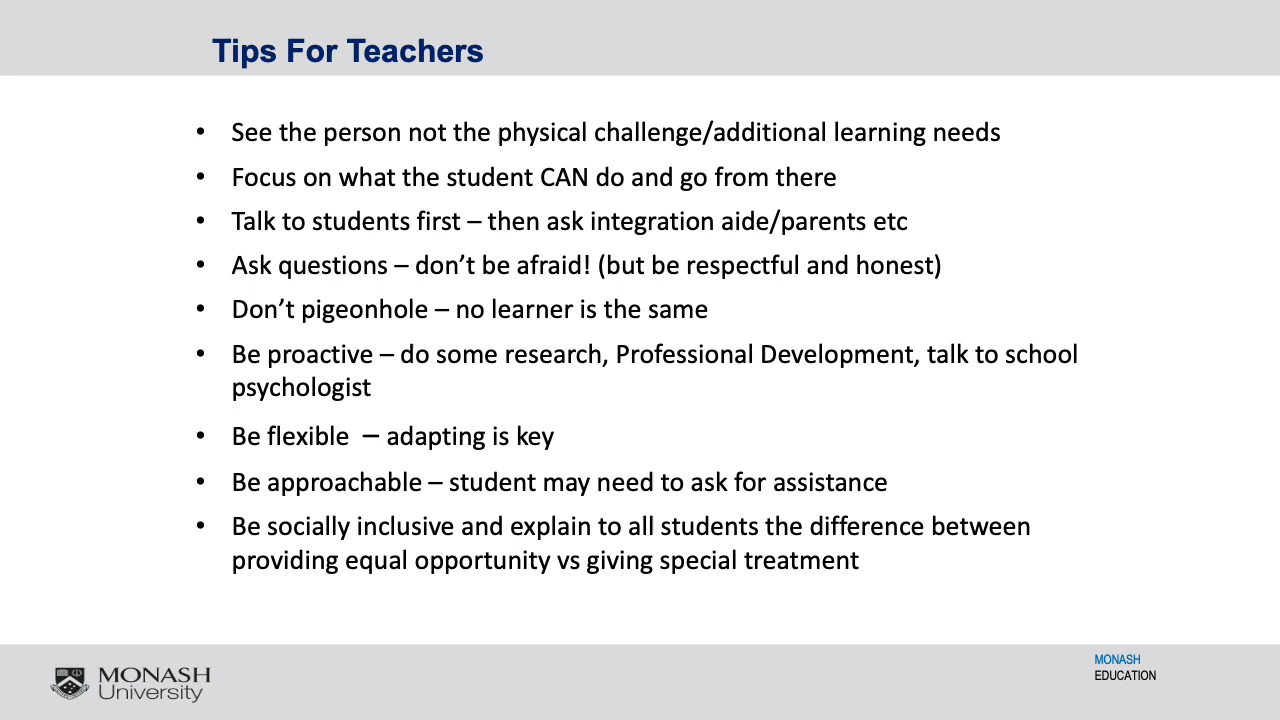 Tips For Teachers
• See the person not the physical challenge/additional learning needs
• Focus on what the student CAN do and go from there
• Talk to students first – then ask integration aide/parents etc
• Ask questions – don’t be afraid! (but be respectful and honest)
• Don’t pigeonhole – no learner is the same
• Be proactive – do some research, Professional Development, talk to school
psychologist
• Be flexible – adapting is key
• Be approachable – student may need to ask for assistance
• Be socially inclusive and explain to all students the difference between
providing equal opportunity vs giving special treatment
MONASH
University
MONASH
EDUCATION